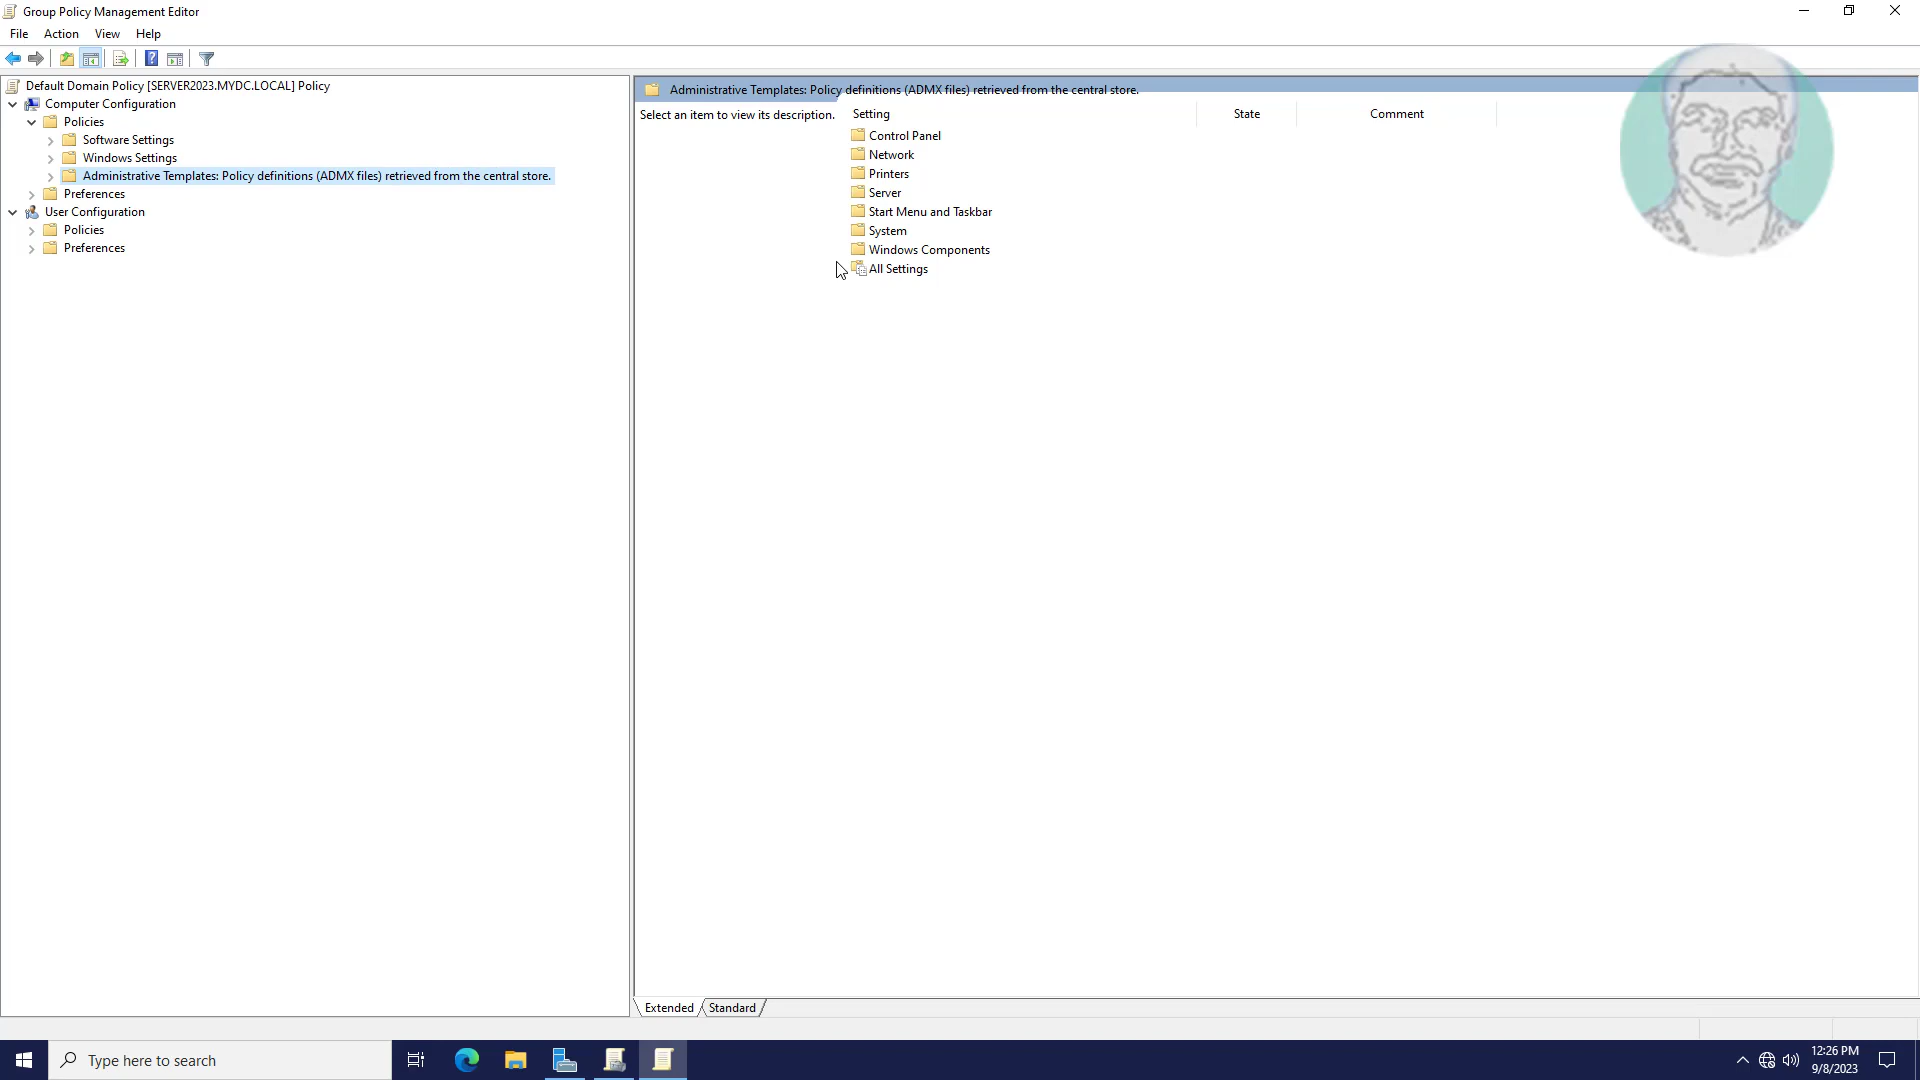 Group Policy Management Editor
File Action View Help
Default Domain Policy [SERVER2023.MYDC.LOCAL] Policy
Computer Configuration
Policies
Software Settings
Windows Settings
Administrative Templates: Policy definitions (ADMX files) retrieved from the central store.
Preferences
User Configuration
Policies
Preferences
Administrative Templates: Policy definitions (ADMX files) retrieved from the central store.
Select an item to view its description.
Setting State Comment
Control Panel
Network
Printers
Server
Start Menu and Taskbar
System
Windows Components
All Settings
Extended Standard
Type here to search
12:26 PM
9/8/2023